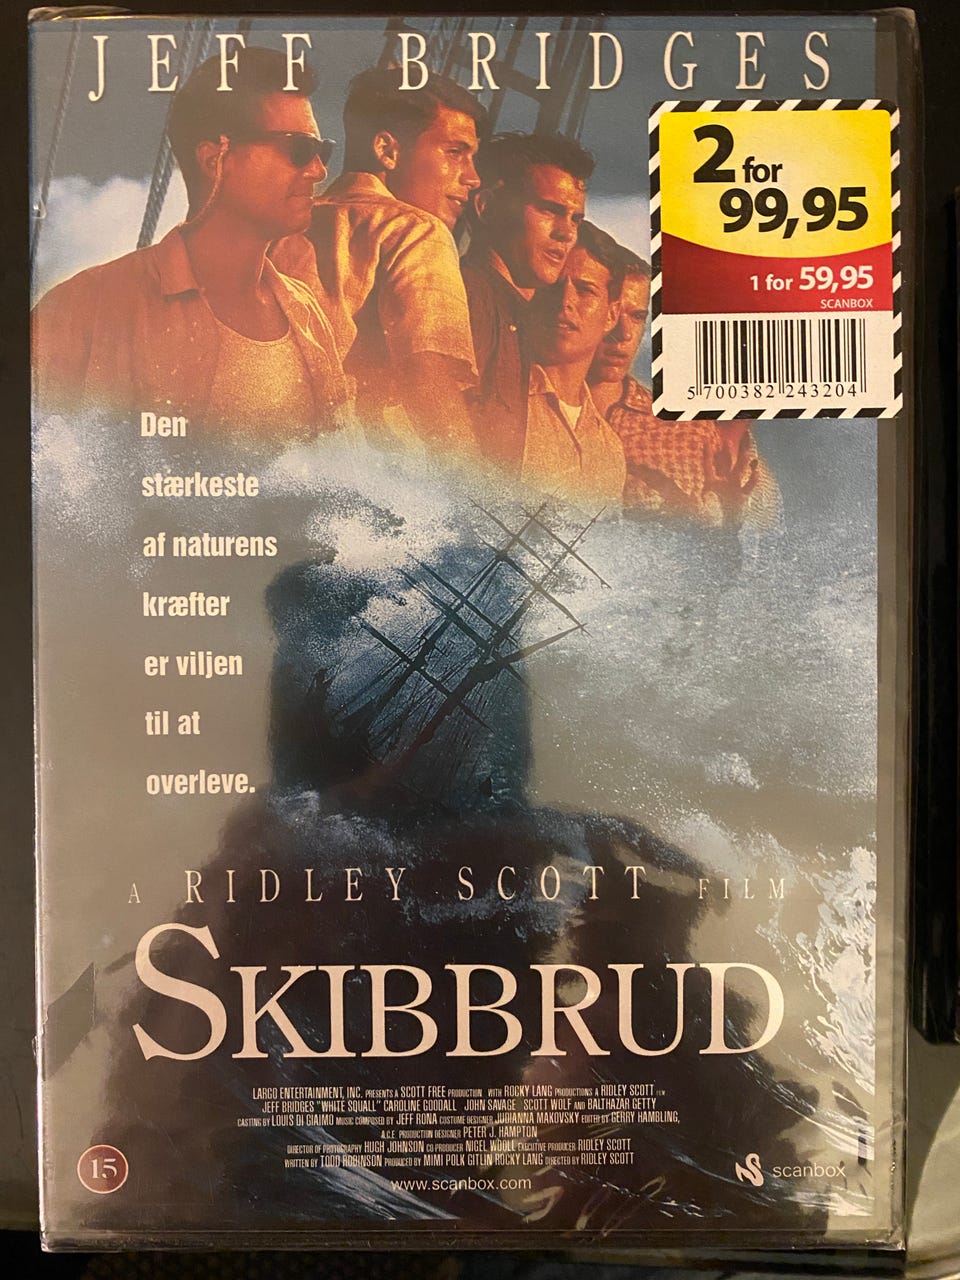 JEFF BRIDGES
2 for
99,95
1 for 59,95
SCANBOX
5 700382 243204
Den
stærkeste
af naturens
kræfter
er viljen
til at
overleve.
A RIDLEY SCOTT FILM
SKIBBRUD
LARGO ENTERTAINMENT, INC. PRESENTS A SCOTT FREE PRODUCTION WITH ROCKY LANG PRODUCTIONS A RIDLEY SCOTT FILM
JEFF BRIDGES "WHITE SQUALL" CAROLINE GOODALL JOHN SAVAGE SCOTT WOLF AND BALTHAZAR GETTY
CASTING BY LOUIS DI GIAIMO MUSIC COMPOSED BY JEFF RONA COSTUME DESIGNER JUDIANNA MAKOVSKY EDITED BY GERRY HAMBLING,
A.C.E. PRODUCTION DESIGNER PETER J. HAMPTON
DIRECTOR OF PHOTOGRAPHY HUGH JOHNSON CO PRODUCER NIGEL WOOLL EXECUTIVE PRODUCER RIDLEY SCOTT
WRITTEN BY TODD ROBINSON PRODUCED BY MIMI POLK GITLIN ROCKY LANG DIRECTED BY RIDLEY SCOTT
15
www.scanbox.com
scanbox